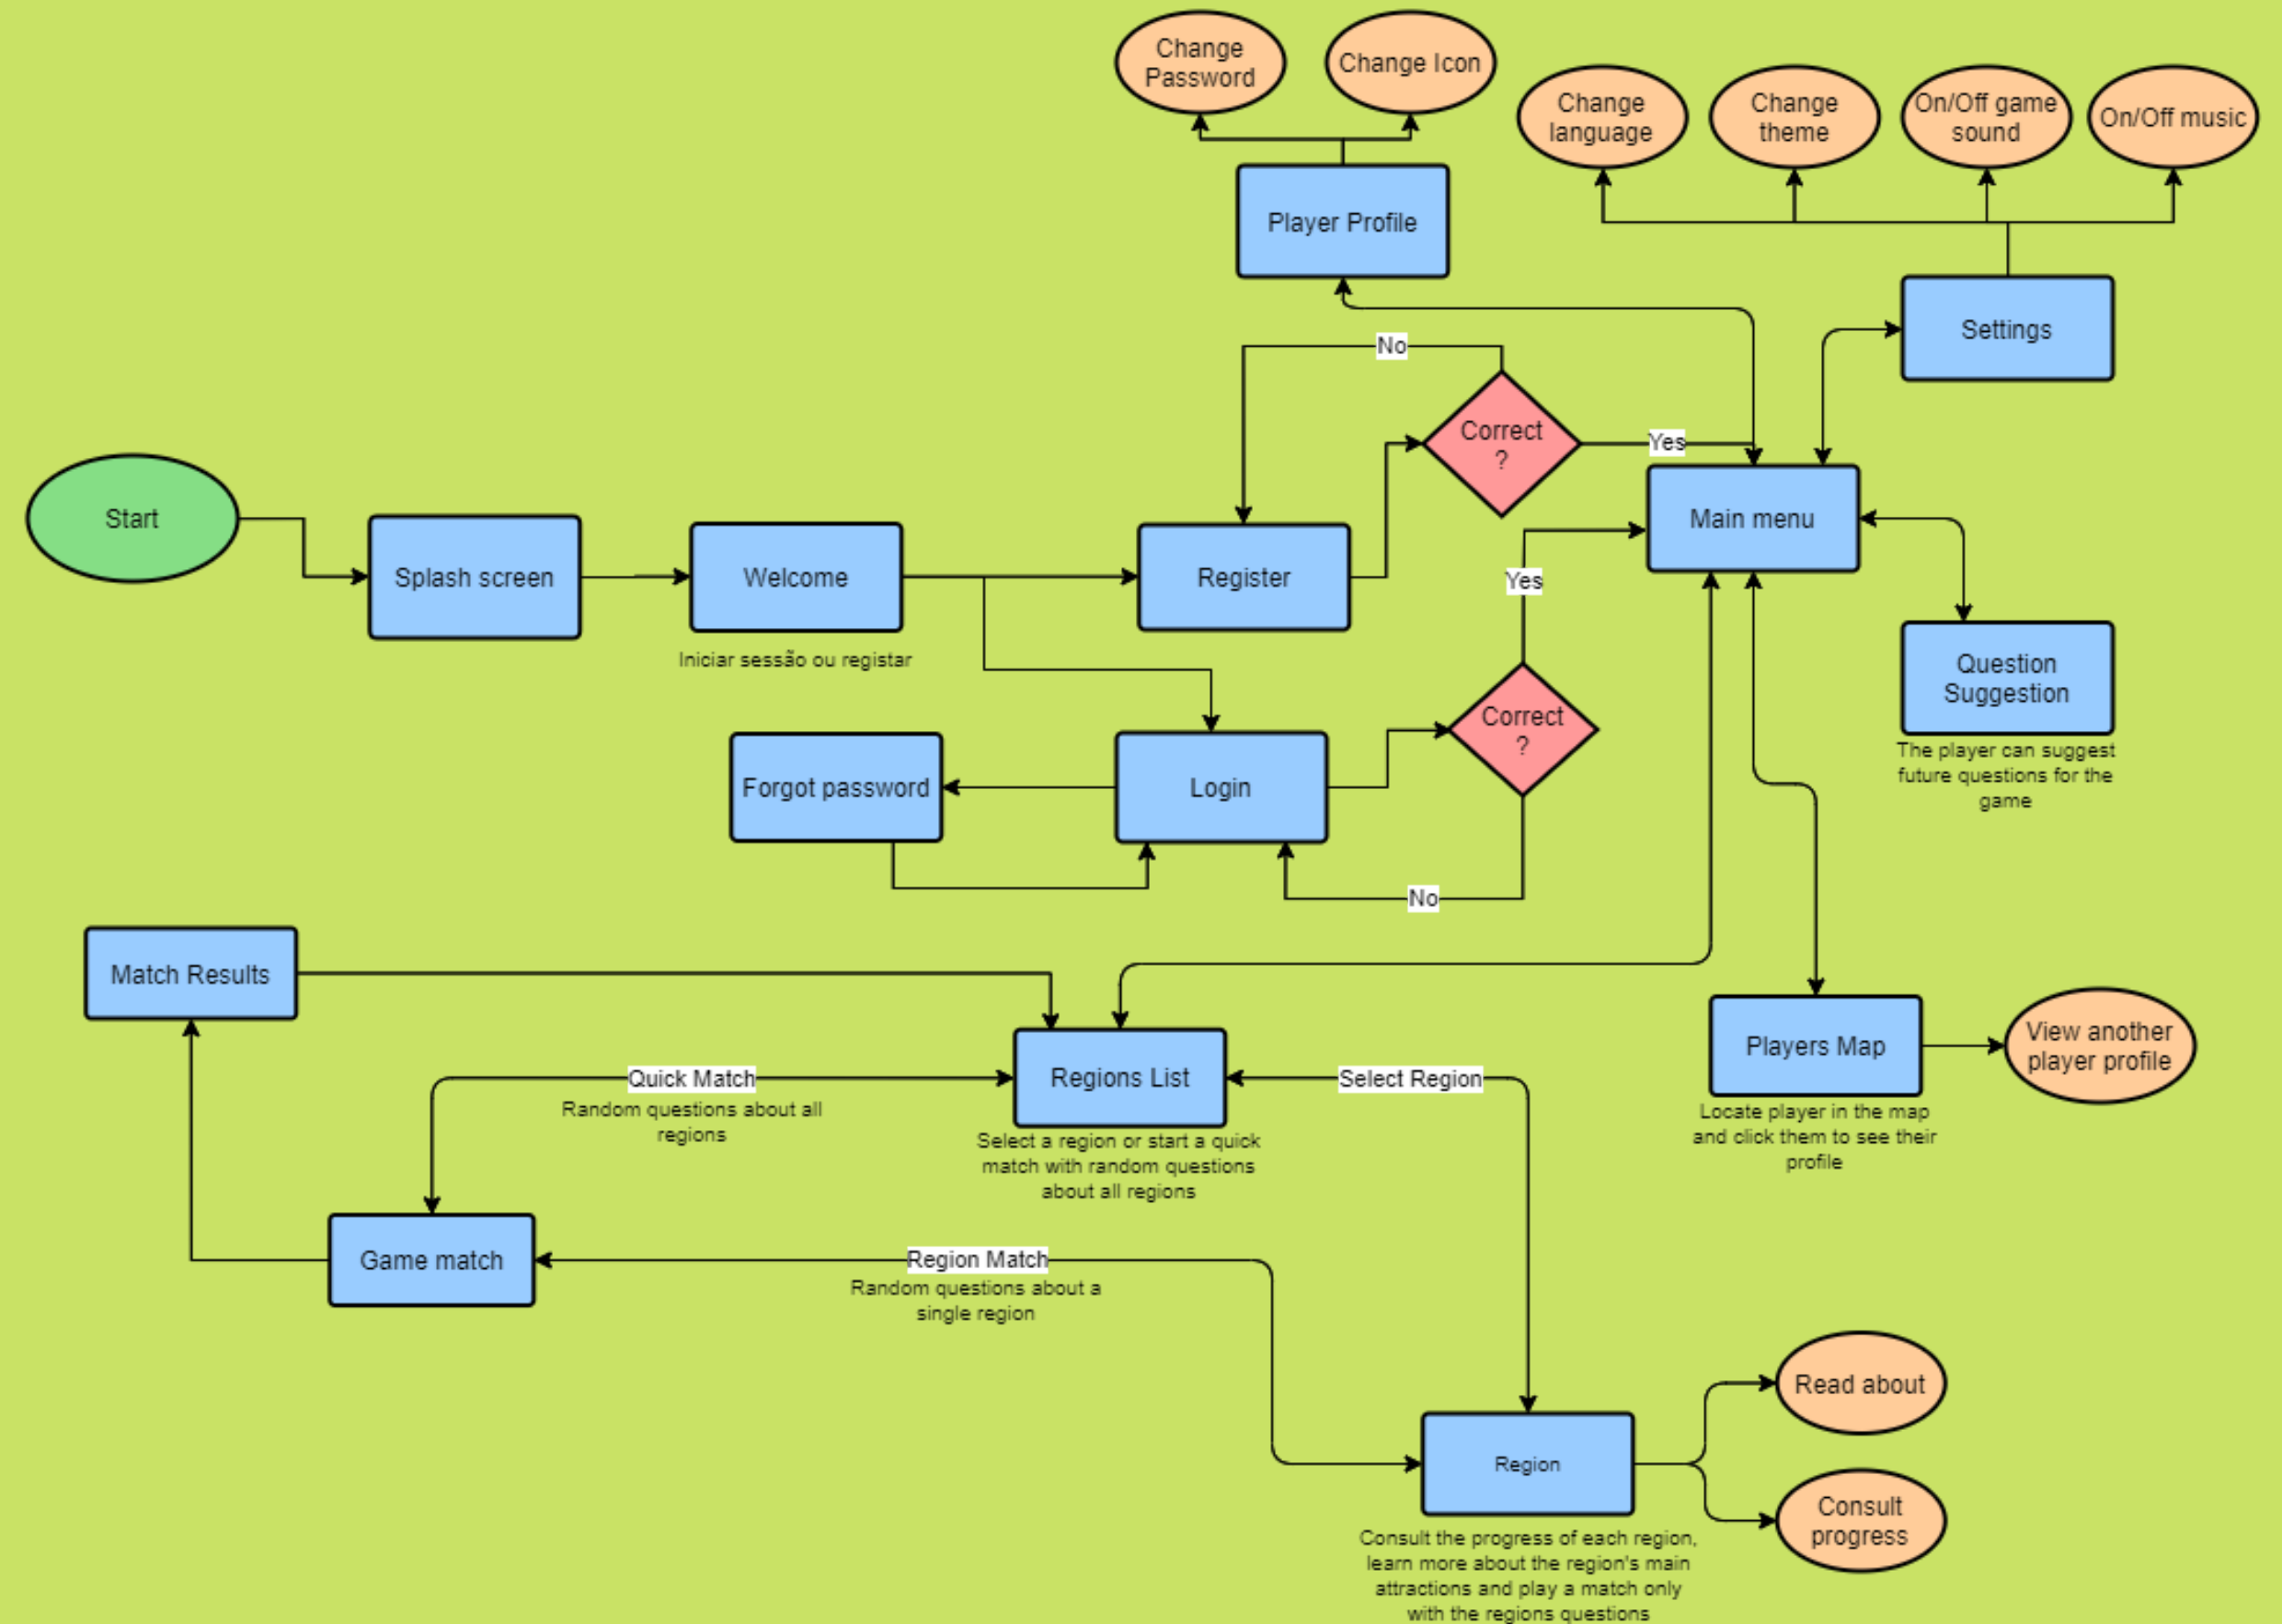 Change
Password
Change Icon
Change
language
Change
theme
On/Off game
sound
On/Off music
Player Profile
Settings
No
Correct
?
Yes
Start
Splash screen
Welcome
Iniciar sessão ou registar
Register
Main menu
Yes
Question
Suggestion
The player can suggest
future questions for the
game
Correct
?
Forgot password
Login
No
Match Results
Regions List
Select a region or start a quick
match with random questions
about all regions
Quick Match
Random questions about all
regions
Select Region
Players Map
Locate player in the map
and click them to see their
profile
View another
player profile
Game match
Region Match
Random questions about a
single region
Region
Consult the progress of each region,
learn more about the region's main
attractions and play a match only
with the regions questions
Read about
Consult
progress